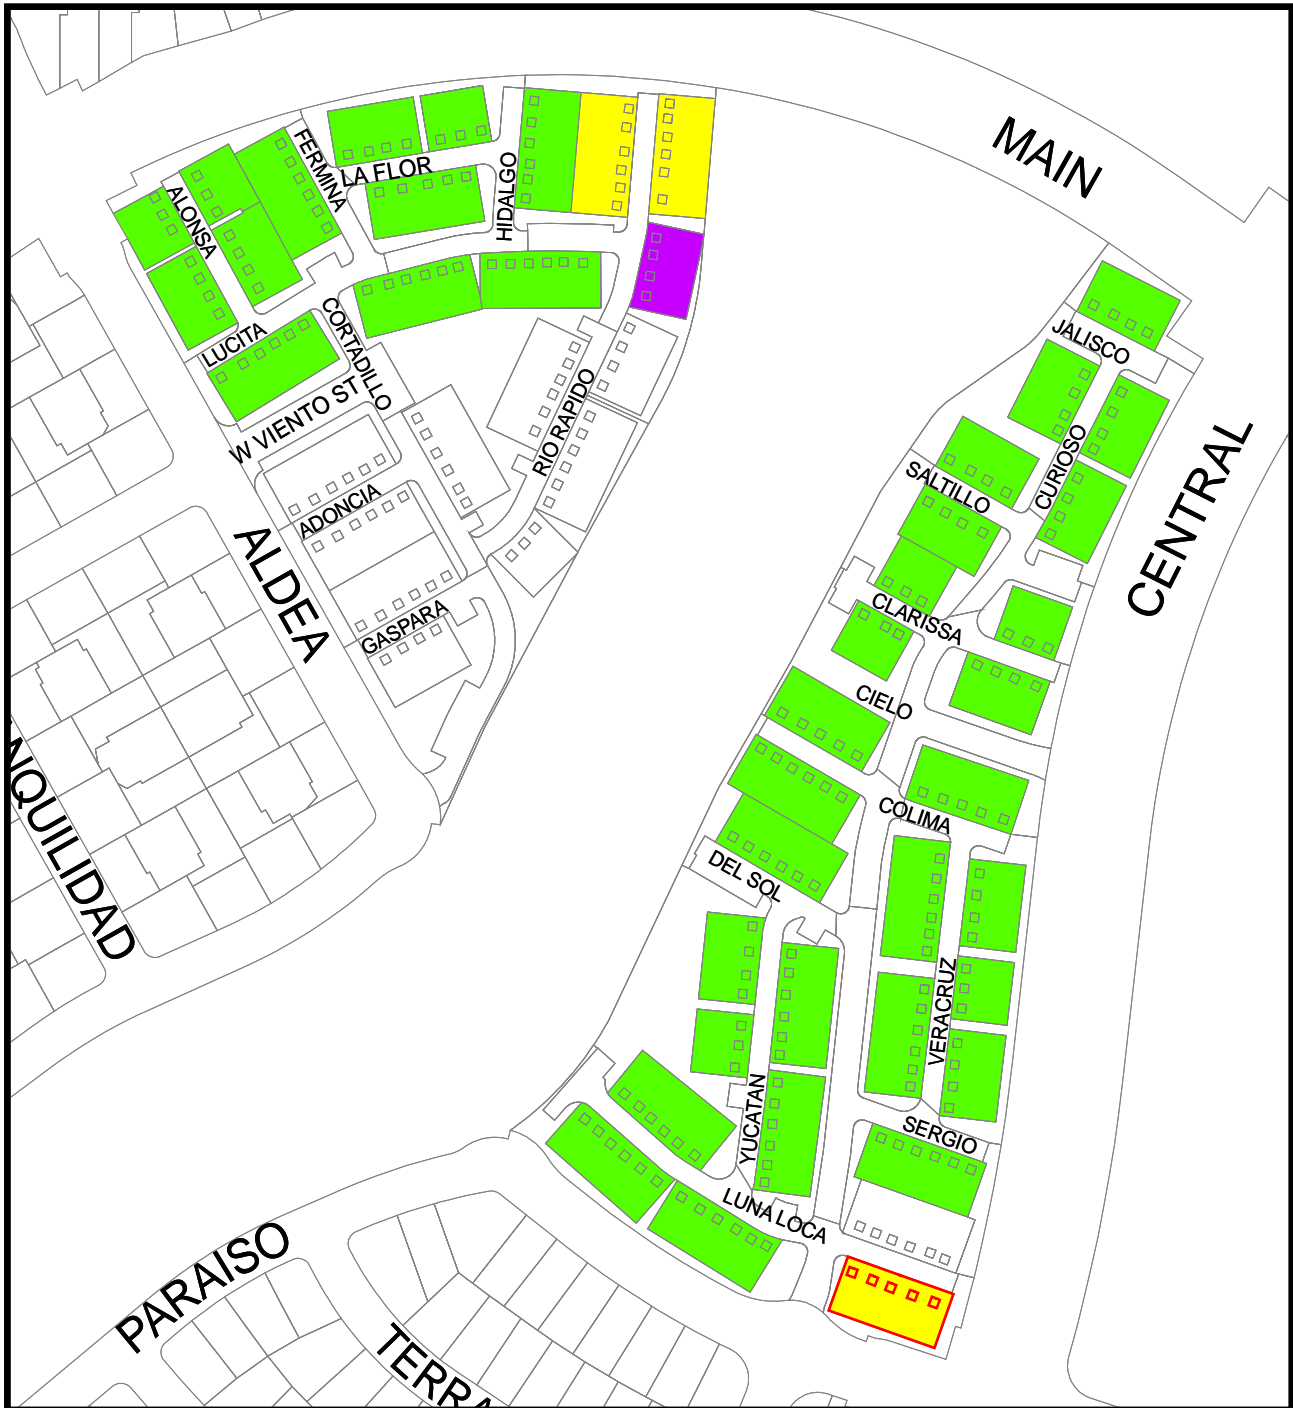 MAIN
FERMINA
LA FLOR
HIDALGO
ALONSA
JALISCO
LUCITA
CORTADILLO
W VIENTO ST
RIO RAPIDO
CURIOSO
CENTRAL
SALTILLO
ADONCIA
ALDEA
CLARISSA
GASPARA
CIELO
NQUILIDAD
COLIMA
DEL SOL
VERACRUZ
YUCATAN
SERGIO
LUNA LOCA
PARAISO
TERRA